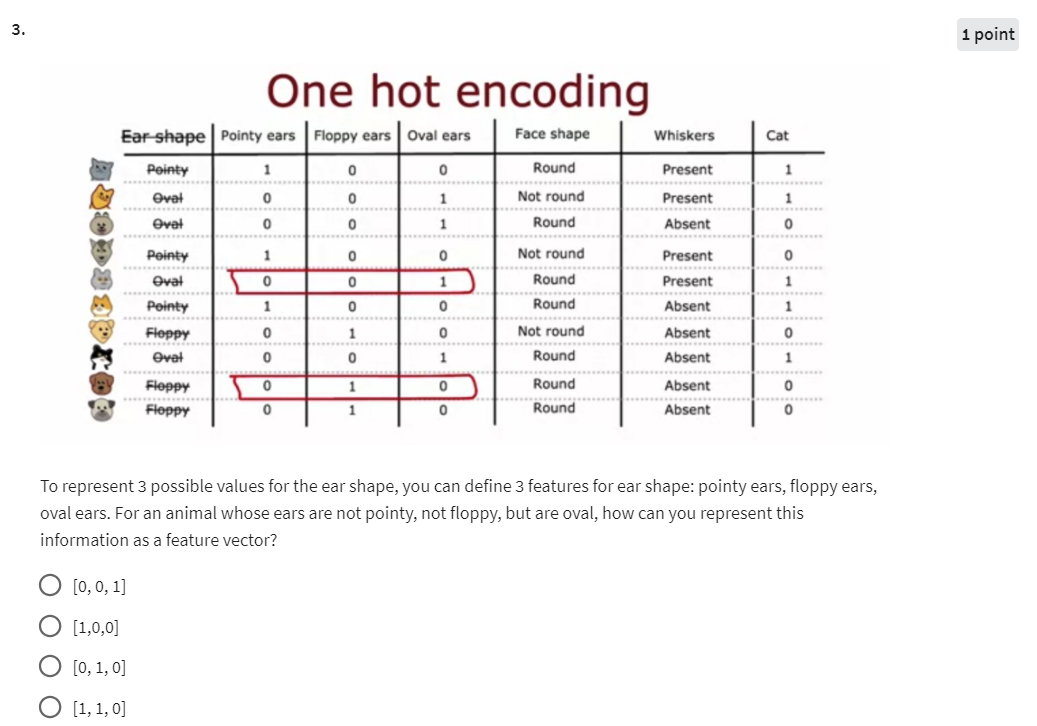 3.
1 point
One hot encoding
Ear shape Pointy ears Floppy ears Oval ears Face shape Whiskers Cat
Pointy 1 0 0 Round Present 1
Oval 0 0 1 Not round Present 1
Oval 0 0 1 Round Absent 0
Pointy 1 0 0 Not round Present 0
Oval 0 0 1 Round Present 1
Pointy 1 0 0 Round Absent 1
Floppy 0 1 0 Not round Absent 0
Oval 0 0 1 Round Absent 1
Floppy 0 1 0 Round Absent 0
Floppy 0 1 0 Round Absent 0
To represent 3 possible values for the ear shape, you can define 3 features for ear shape: pointy ears, floppy ears,
oval ears. For an animal whose ears are not pointy, not floppy, but are oval, how can you represent this
information as a feature vector?
[0, 0, 1]
[1,0,0]
[0, 1, 0]
[1, 1, 0]